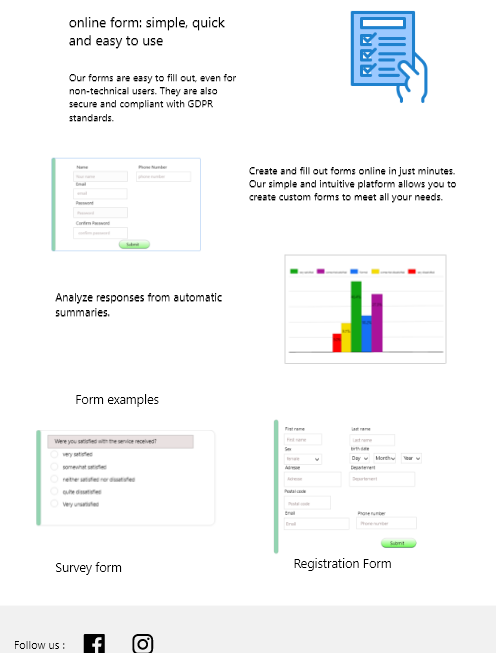 online form: simple, quick
and easy to use
Our forms are easy to fill out, even for
non-technical users. They are also
secure and compliant with GDPR
standards.
Name
Phone Number
Your name
phone number
Email
email
Password
Password
Confirm Password
confirm password
Submit
Create and fill out forms online in just minutes.
Our simple and intuitive platform allows you to
create custom forms to meet all your needs.
Analyze responses from automatic
summaries.
Form examples
Were you satisfied with the service received?
very satisfied
somewhat satisfied
neither satisfied nor dissatisfied
quite dissatisfied
Very unsatisfied
Survey form
First name
Last name
First name
Last name
Sex
birth date
female
Day
Month
Year
Adresse
Departement
Address
Departement
Postal code
Postal code
Email
Phone number
Email
Phone number
Submit
Registration Form
Follow us :